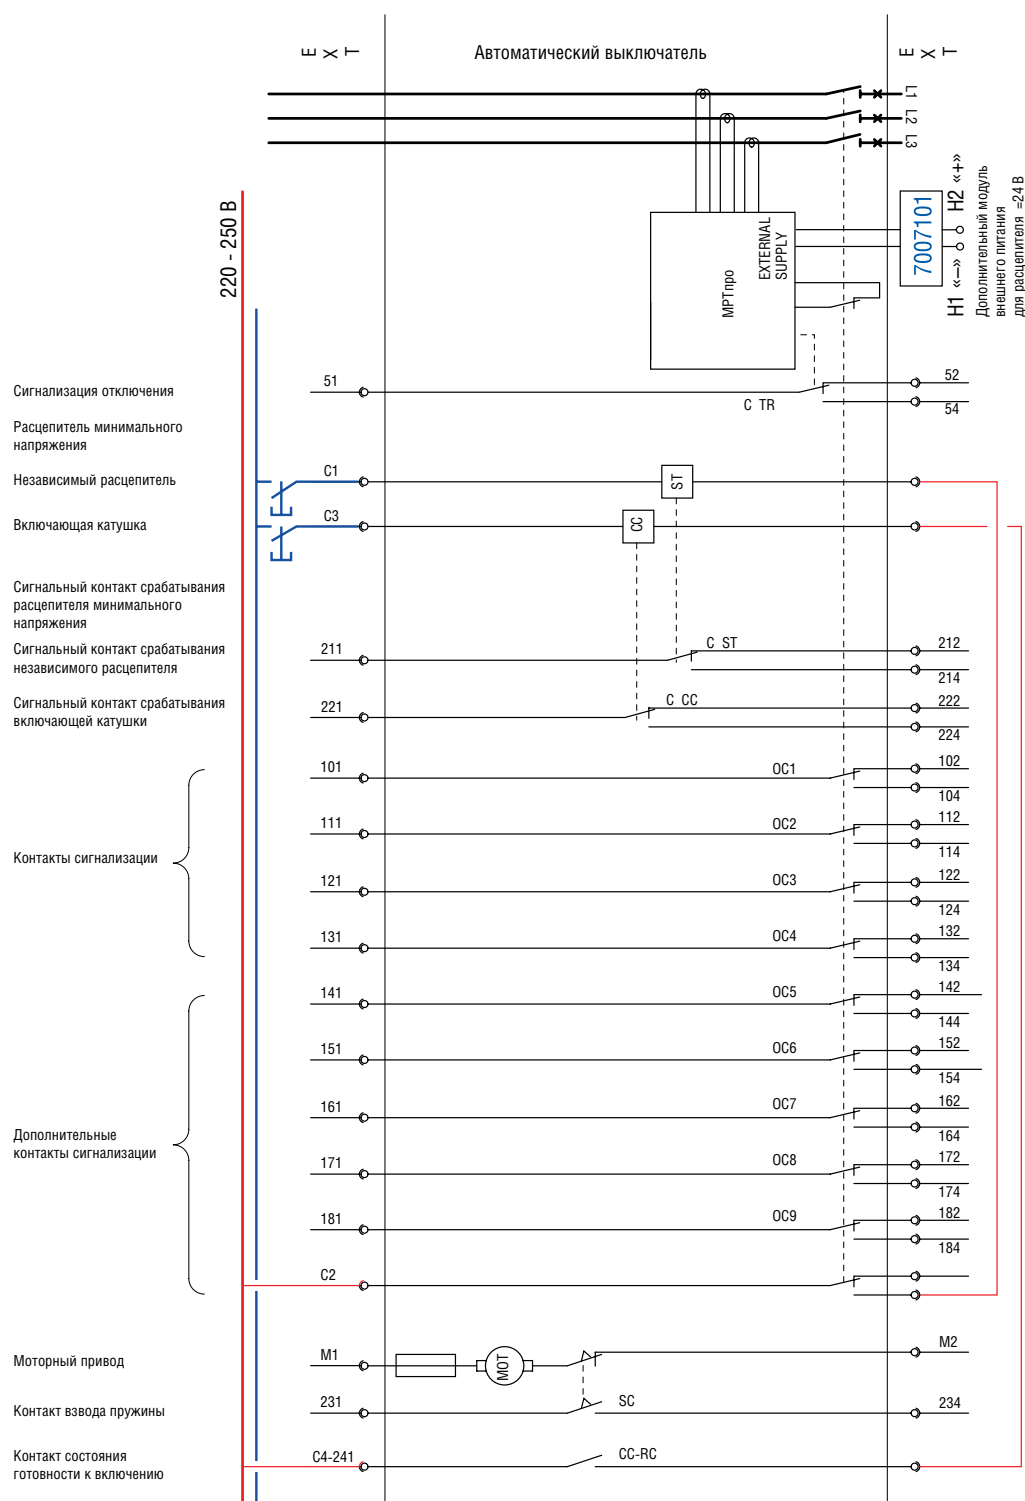 Е Х Т
Автоматический выключатель
Е Х Т
L1
L2
L3
220 - 250 В
МРТпро
EXTERNAL
SUPPLY
7007101
H1 «–» H2 «+»
Дополнительный модуль
внешнего питания
для расцепителя =24 В
Сигнализация отключения
51
C TR
52
54
Расцепитель минимального
напряжения
Независимый расцепитель
C1
ST
Включающая катушка
C3
CC
Сигнальный контакт срабатывания
расцепителя минимального
напряжения
Сигнальный контакт срабатывания
независимого расцепителя
211
C ST
212
214
Сигнальный контакт срабатывания
включающей катушки
221
C CC
222
224
Контакты сигнализации
101
OC1
102
104
111
OC2
112
114
121
OC3
122
124
131
OC4
132
134
Дополнительные
контакты сигнализации
141
OC5
142
144
151
OC6
152
154
161
OC7
162
164
171
OC8
172
174
181
OC9
182
184
C2
Моторный привод
M1
МОТ
M2
Контакт взвода пружины
231
SC
234
Контакт состояния
готовности к включению
C4-241
CC-RC